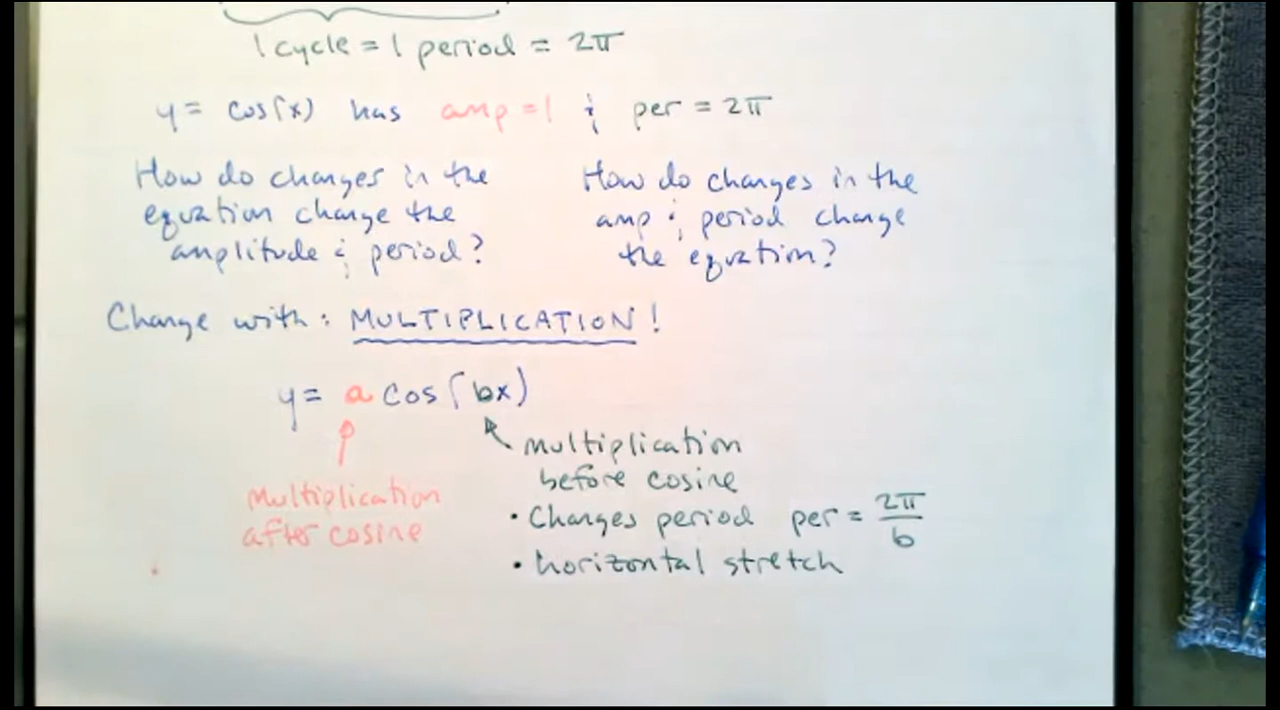 1 cycle = 1 period = 2π
y = cos(x) has amp = 1 & per = 2π
How do changes in the
equation change the
amplitude & period?
How do changes in the
amp & period change
the equation?
Change with: MULTIPLICATION!
y = a cos(bx)
multiplication
after cosine
multiplication
before cosine
• Changes period per = 2π/b
• horizontal stretch